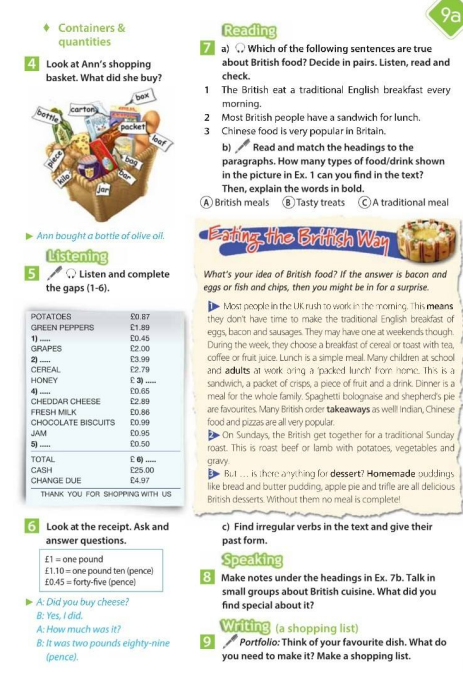 9a
Containers &
quantities
4 Look at Ann's shopping
basket. What did she buy?
box
carton
bottle
packet
loaf
piece
bag
bar
kilo
jar
Ann bought a bottle of olive oil.
Listening
5 Listen and complete
the gaps (1-6).
POTATOES £0.87
GREEN PEPPERS £1.89
1) ..... £0.45
GRAPES £2.00
2) ..... £3.99
CEREAL £2.79
HONEY £ 3) .....
4) ..... £0.65
CHEDDAR CHEESE £2.89
FRESH MILK £0.86
CHOCOLATE BISCUITS £0.99
JAM £0.95
5) ..... £0.50
TOTAL £ 6) .....
CASH £25.00
CHANGE DUE £4.97
THANK YOU FOR SHOPPING WITH US
6 Look at the receipt. Ask and
answer questions.
£1 = one pound
£1.10 = one pound ten (pence)
£0.45 = forty-five (pence)
A: Did you buy cheese?
B: Yes, I did.
A: How much was it?
B: It was two pounds eighty-nine
(pence).
Reading
7 a) Which of the following sentences are true
about British food? Decide in pairs. Listen, read and
check.
1 The British eat a traditional English breakfast every
morning.
2 Most British people have a sandwich for lunch.
3 Chinese food is very popular in Britain.
b) Read and match the headings to the
paragraphs. How many types of food/drink shown
in the picture in Ex. 1 can you find in the text?
Then, explain the words in bold.
A British meals B Tasty treats C A traditional meal
Eating the British Way
What's your idea of British food? If the answer is bacon and
eggs or fish and chips, then you might be in for a surprise.
1 Most people in the UK rush to work in the morning. This means
they don't have time to make the traditional English breakfast of
eggs, bacon and sausages. They may have one at weekends though.
During the week, they choose a breakfast of cereal or toast with tea,
coffee or fruit juice. Lunch is a simple meal. Many children at school
and adults at work bring a 'packed lunch' from home. This is a
sandwich, a packet of crisps, a piece of fruit and a drink. Dinner is a
meal for the whole family. Spaghetti bolognaise and shepherd's pie
are favourites. Many British order takeaways as well! Indian, Chinese
food and pizzas are all very popular.
2 On Sundays, the British get together for a traditional Sunday
roast. This is roast beef or lamb with potatoes, vegetables and
gravy.
3 But ... is there anything for dessert? Homemade puddings
like bread and butter pudding, apple pie and trifle are all delicious
British desserts. Without them no meal is complete!
c) Find irregular verbs in the text and give their
past form.
Speaking
8 Make notes under the headings in Ex. 7b. Talk in
small groups about British cuisine. What did you
find special about it?
Writing (a shopping list)
9 Portfolio: Think of your favourite dish. What do
you need to make it? Make a shopping list.